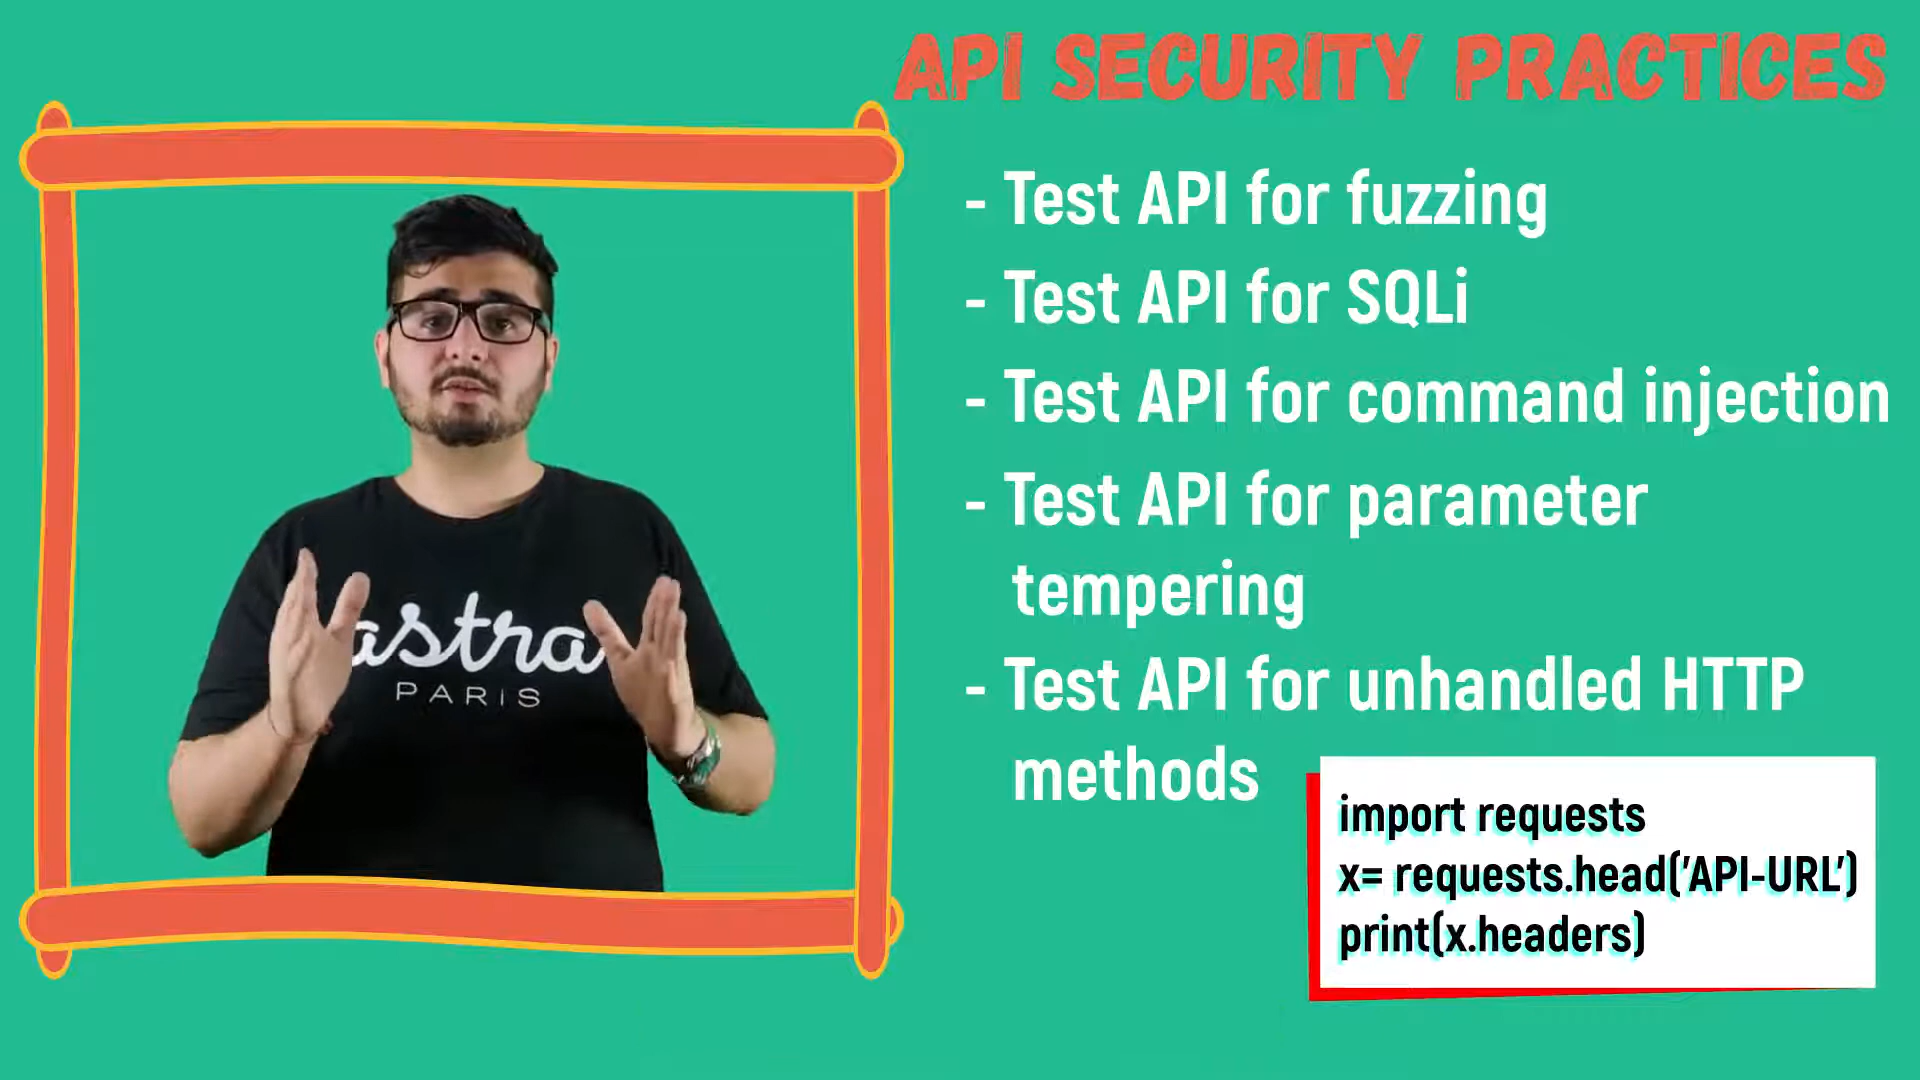 API SECURITY PRACTICES
- Test API for fuzzing
- Test API for SQLi
- Test API for command injection
- Test API for parameter
tempering
- Test API for unhandled HTTP
methods
import requests
x= requests.head('API-URL')
print(x.headers)
astra
PARIS